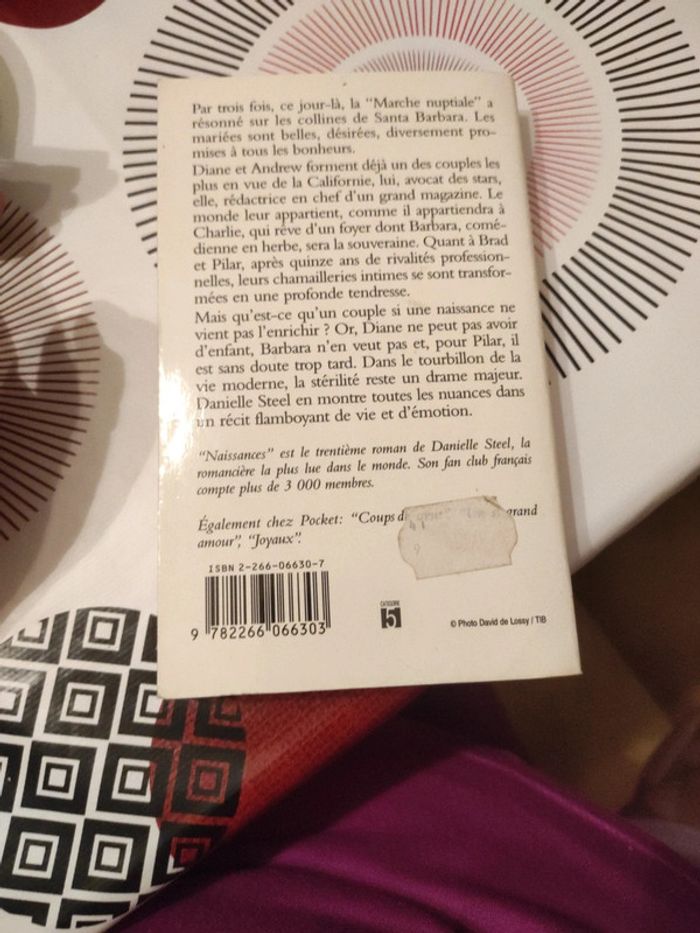 Par trois fois, ce jour-là, la “Marche nuptiale” a
résonné sur les collines de Santa Barbara. Les
mariées sont belles, désirées, diversement pro-
mises à tous les bonheurs.
Diane et Andrew forment déjà un des couples les
plus en vue de la Californie, lui, avocat des stars,
elle, rédactrice en chef d’un grand magazine. Le
monde leur appartient, comme il appartiendra à
Charlie, qui rêve d’un foyer dont Barbara, comé-
dienne en herbe, sera la souveraine. Quant à Brad
et Pilar, après quinze ans de rivalités profession-
nelles, leurs chamailleries intimes se sont transfor-
mées en une profonde tendresse.
Mais qu’est-ce qu’un couple si une naissance ne
vient pas l’enrichir ? Or, Diane ne peut pas avoir
d’enfant, Barbara n’en veut pas et, pour Pilar, il
est sans doute trop tard. Dans le tourbillon de la
vie moderne, la stérilité reste un drame majeur.
Danielle Steel en montre toutes les nuances dans
un récit flamboyant de vie et d’émotion.
“Naissances” est le trentième roman de Danielle Steel, la
romancière la plus lue dans le monde. Son fan club français
compte plus de 3 000 membres.
Également chez Pocket: “Coups grand
amour”, “Joyaux”.
ISBN 2-266-06630-7
9 782266 066303
CATÉGORIE
5
© Photo David de Lossy / TIB